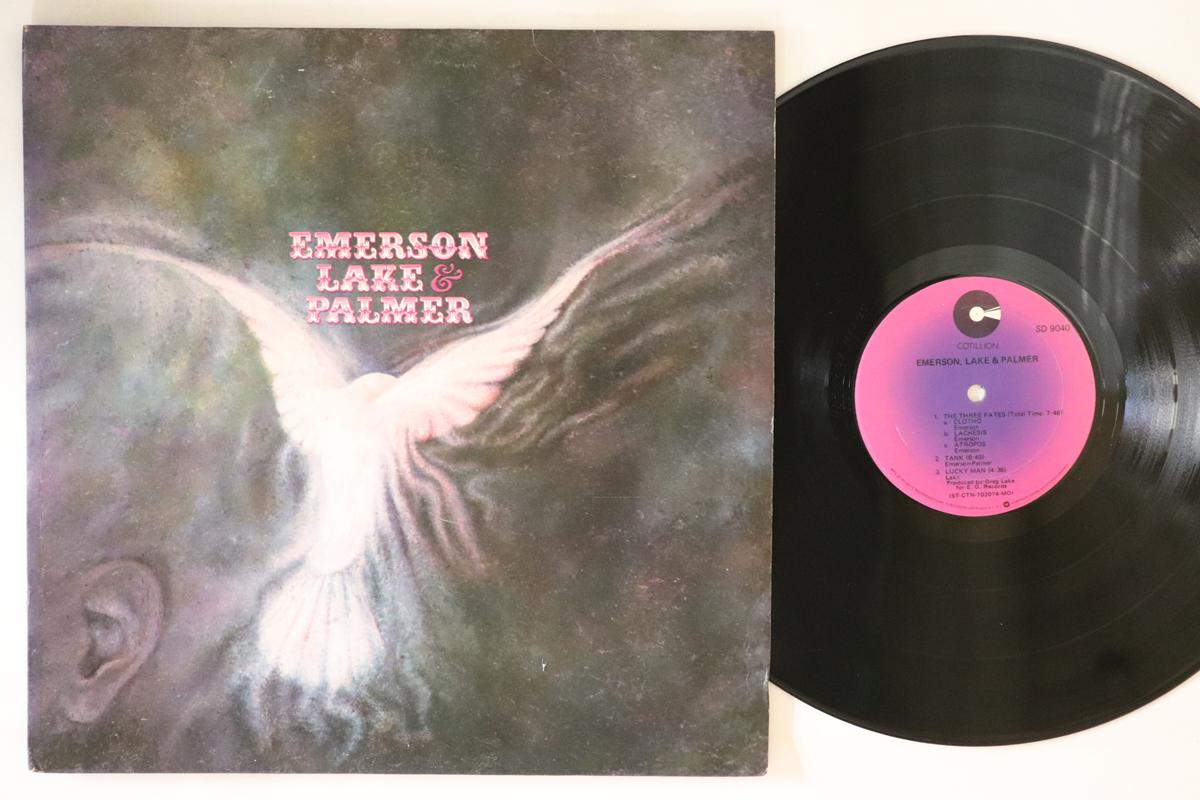 EMERSON
LAKE &
PALMER
COTILLION
SD 9040
EMERSON, LAKE & PALMER
1. THE THREE FATES (Total Time: 7:46)
a. CLOTHO
Emerson
b. LACHESIS
Emerson
c. ATROPOS
Emerson
2. TANK (6:49)
Emerson-Palmer
3. LUCKY MAN (4:36)
Lake
Produced by Greg Lake
for E. G. Records
(ST-CTN-702074-MO)